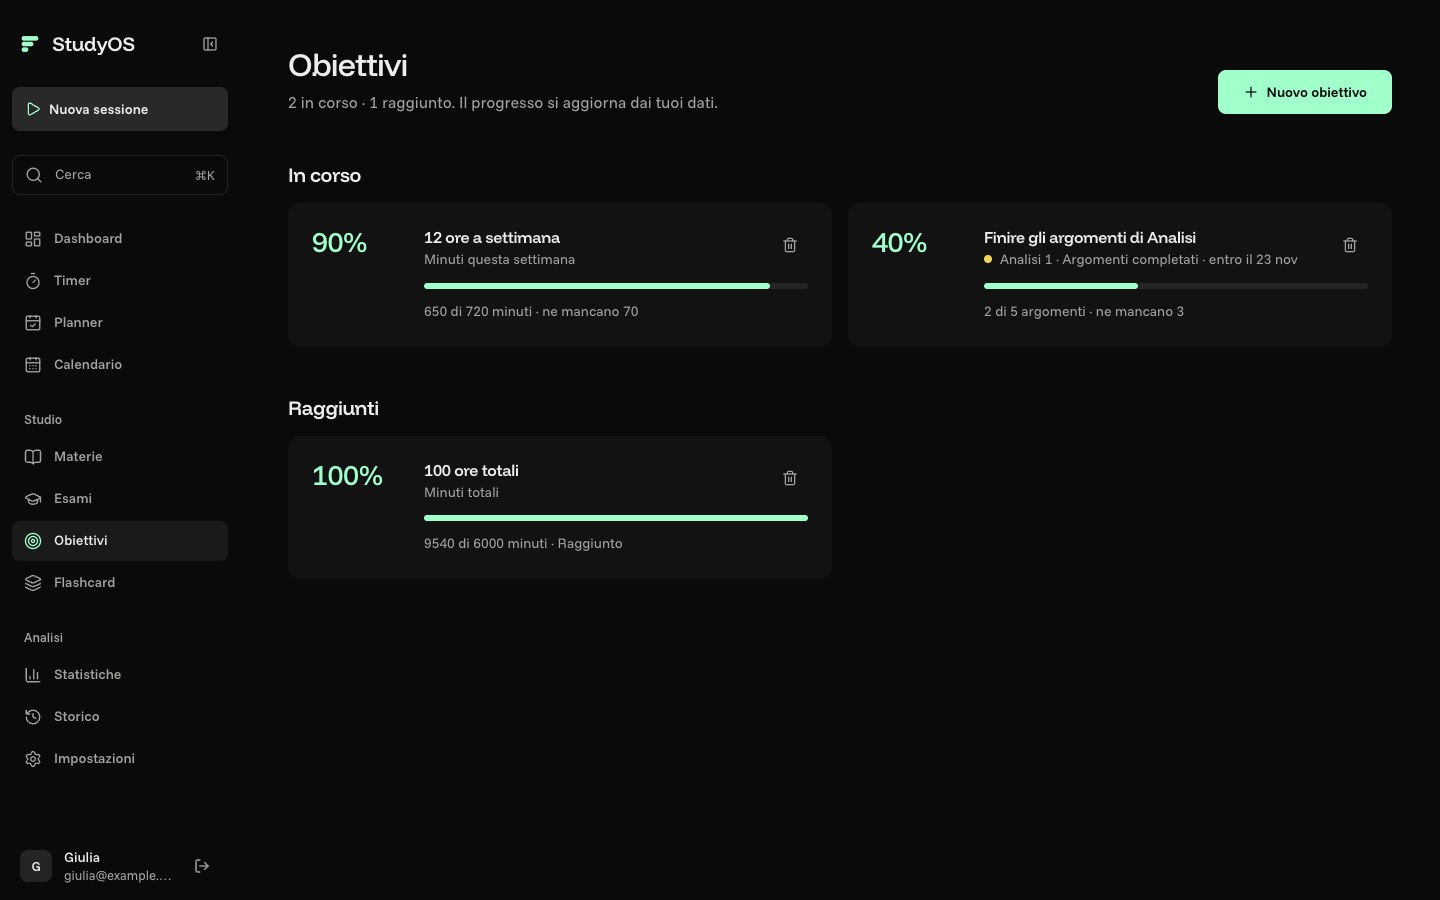 StudyOS
Nuova sessione
Cerca ⌘K
Dashboard
Timer
Planner
Calendario
Studio
Materie
Esami
Obiettivi
Flashcard
Analisi
Statistiche
Storico
Impostazioni
G
Giulia
giulia@example....
Obiettivi
2 in corso · 1 raggiunto. Il progresso si aggiorna dai tuoi dati.
Nuovo obiettivo
In corso
90%
12 ore a settimana
Minuti questa settimana
650 di 720 minuti · ne mancano 70
40%
Finire gli argomenti di Analisi
Analisi 1 · Argomenti completati · entro il 23 nov
2 di 5 argomenti · ne mancano 3
Raggiunti
100%
100 ore totali
Minuti totali
9540 di 6000 minuti · Raggiunto